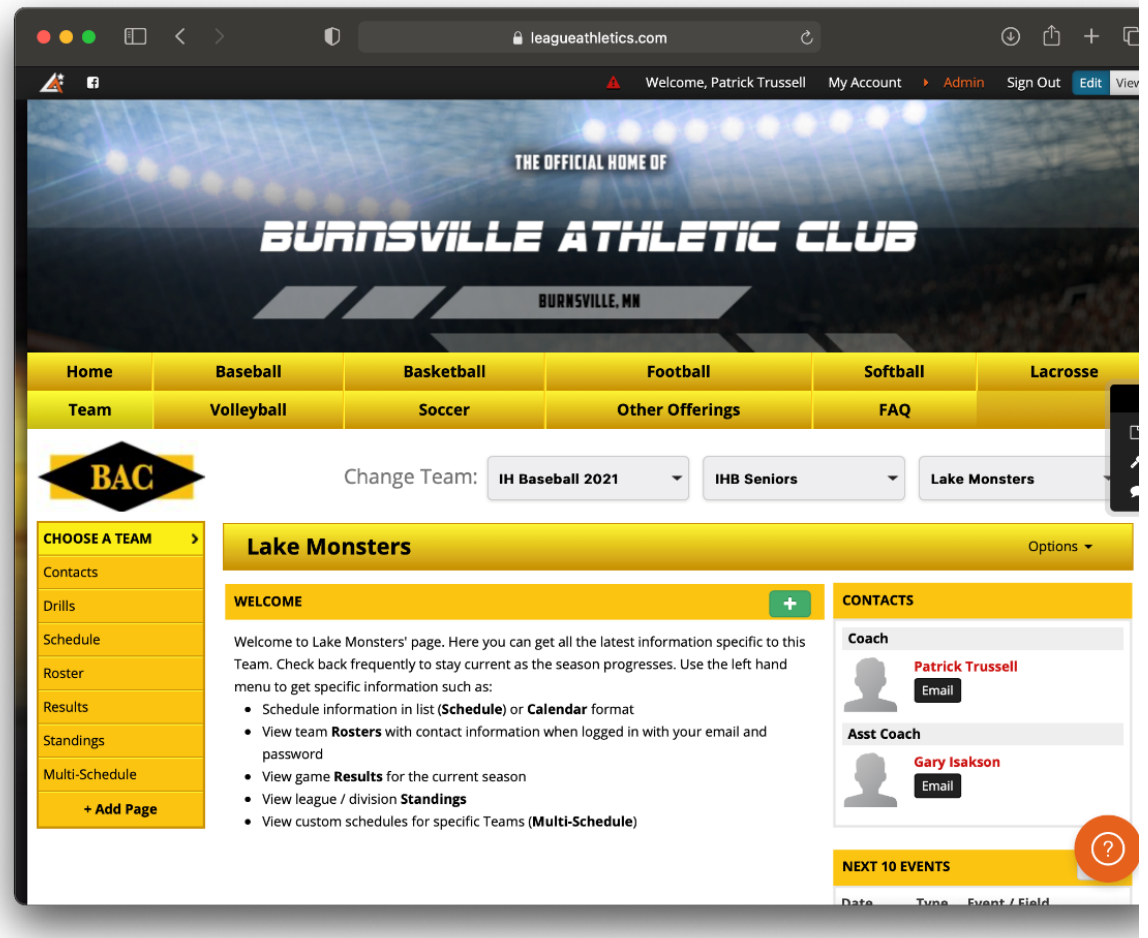 leagueathletics.com
Welcome, Patrick Trussell My Account Admin Sign Out Edit View
THE OFFICIAL HOME OF
BURNSVILLE ATHLETIC CLUB
BURNSVILLE, MN
Home Baseball Basketball Football Softball Lacrosse
Team Volleyball Soccer Other Offerings FAQ
BAC
Change Team: IH Baseball 2021 IHB Seniors Lake Monsters
CHOOSE A TEAM >
Contacts
Drills
Schedule
Roster
Results
Standings
Multi-Schedule
+ Add Page
Lake Monsters Options
WELCOME +
Welcome to Lake Monsters' page. Here you can get all the latest information specific to this
Team. Check back frequently to stay current as the season progresses. Use the left hand
menu to get specific information such as:
• Schedule information in list (Schedule) or Calendar format
• View team Rosters with contact information when logged in with your email and
password
• View game Results for the current season
• View league / division Standings
• View custom schedules for specific Teams (Multi-Schedule)
CONTACTS
Coach
Patrick Trussell
Email
Asst Coach
Gary Isakson
Email
?
NEXT 10 EVENTS
Date Type Event / Field